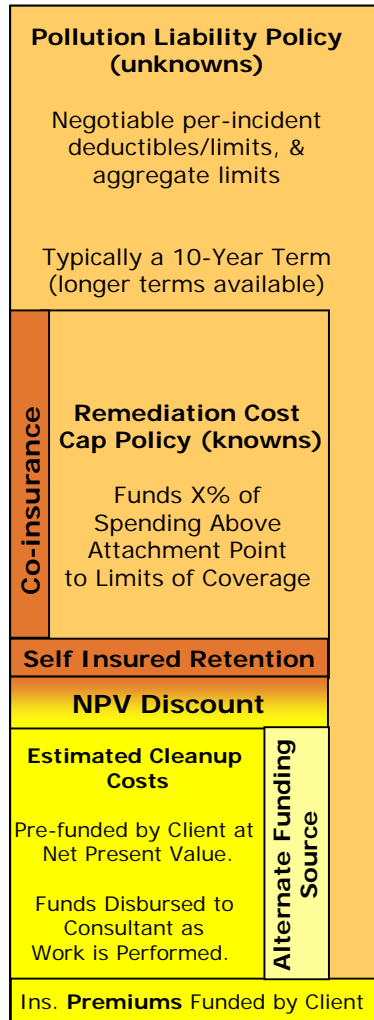 Pollution Liability Policy
(unknowns)
Negotiable per-incident
deductibles/limits, &
aggregate limits
Typically a 10-Year Term
(longer terms available)
Co-insurance
Remediation Cost
Cap Policy (knowns)
Funds X% of
Spending Above
Attachment Point
to Limits of Coverage
Self Insured Retention
NPV Discount
Estimated Cleanup
Costs
Pre-funded by Client at
Net Present Value.
Funds Disbursed to
Consultant as
Work is Performed.
Alternate Funding
Source
Ins. Premiums Funded by Client